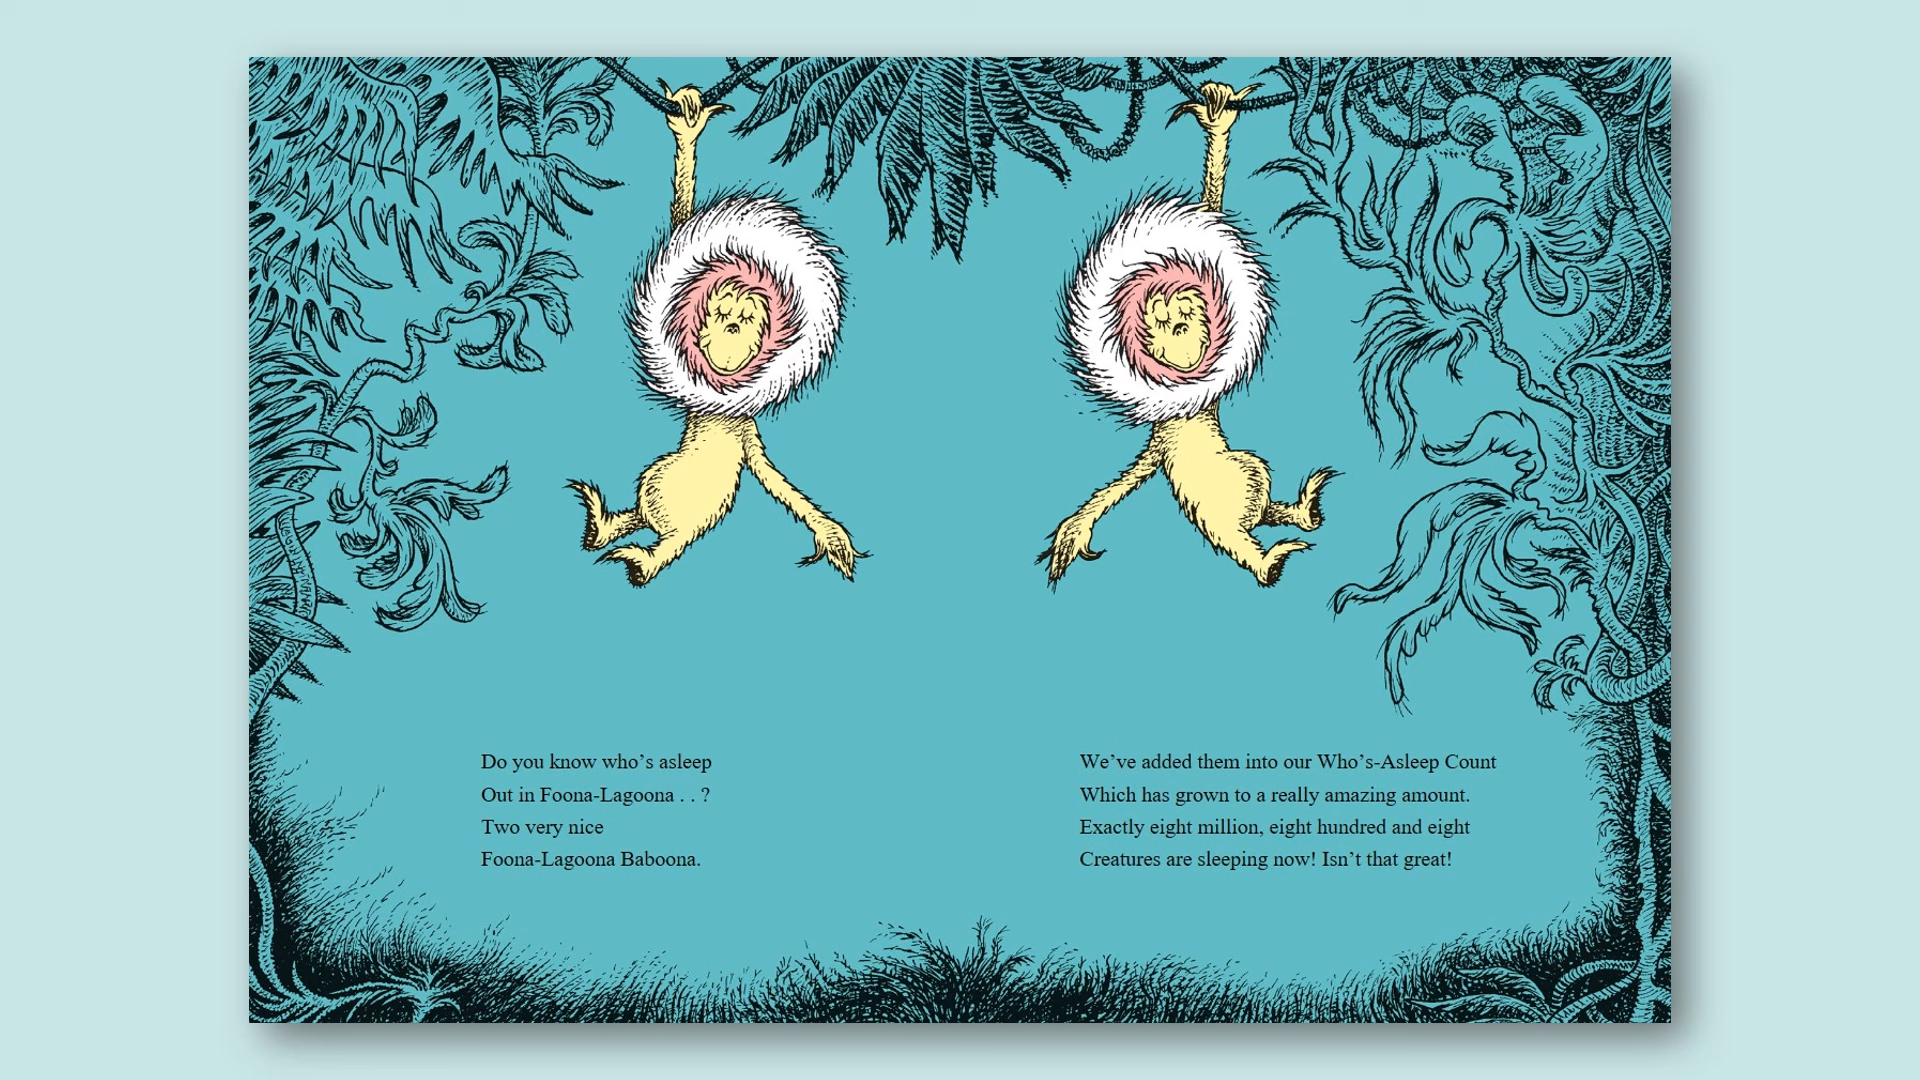 Do you know who’s asleep
Out in Foona-Lagoona . . ?
Two very nice
Foona-Lagoona Baboona.
We’ve added them into our Who’s-Asleep Count
Which has grown to a really amazing amount.
Exactly eight million, eight hundred and eight
Creatures are sleeping now! Isn’t that great!